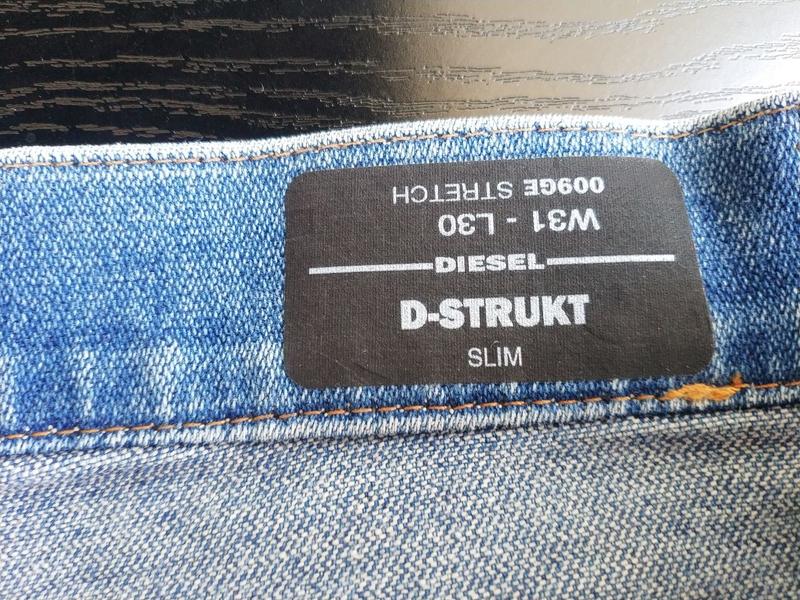 009GE STRETCH
W31 - L30
DIESEL
D-STRUKT
SLIM